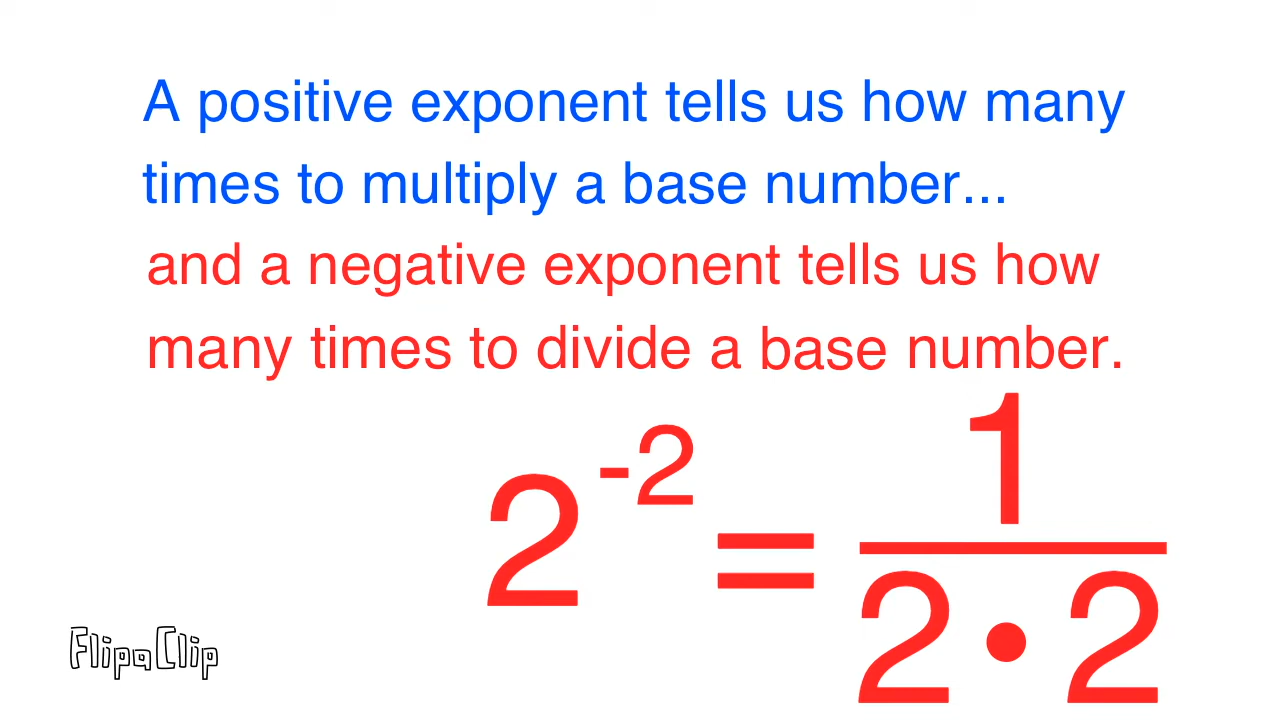 A positive exponent tells us how many
times to multiply a base number...
and a negative exponent tells us how
many times to divide a base number.
2⁻² = 1/(2 • 2)
FlipaClip